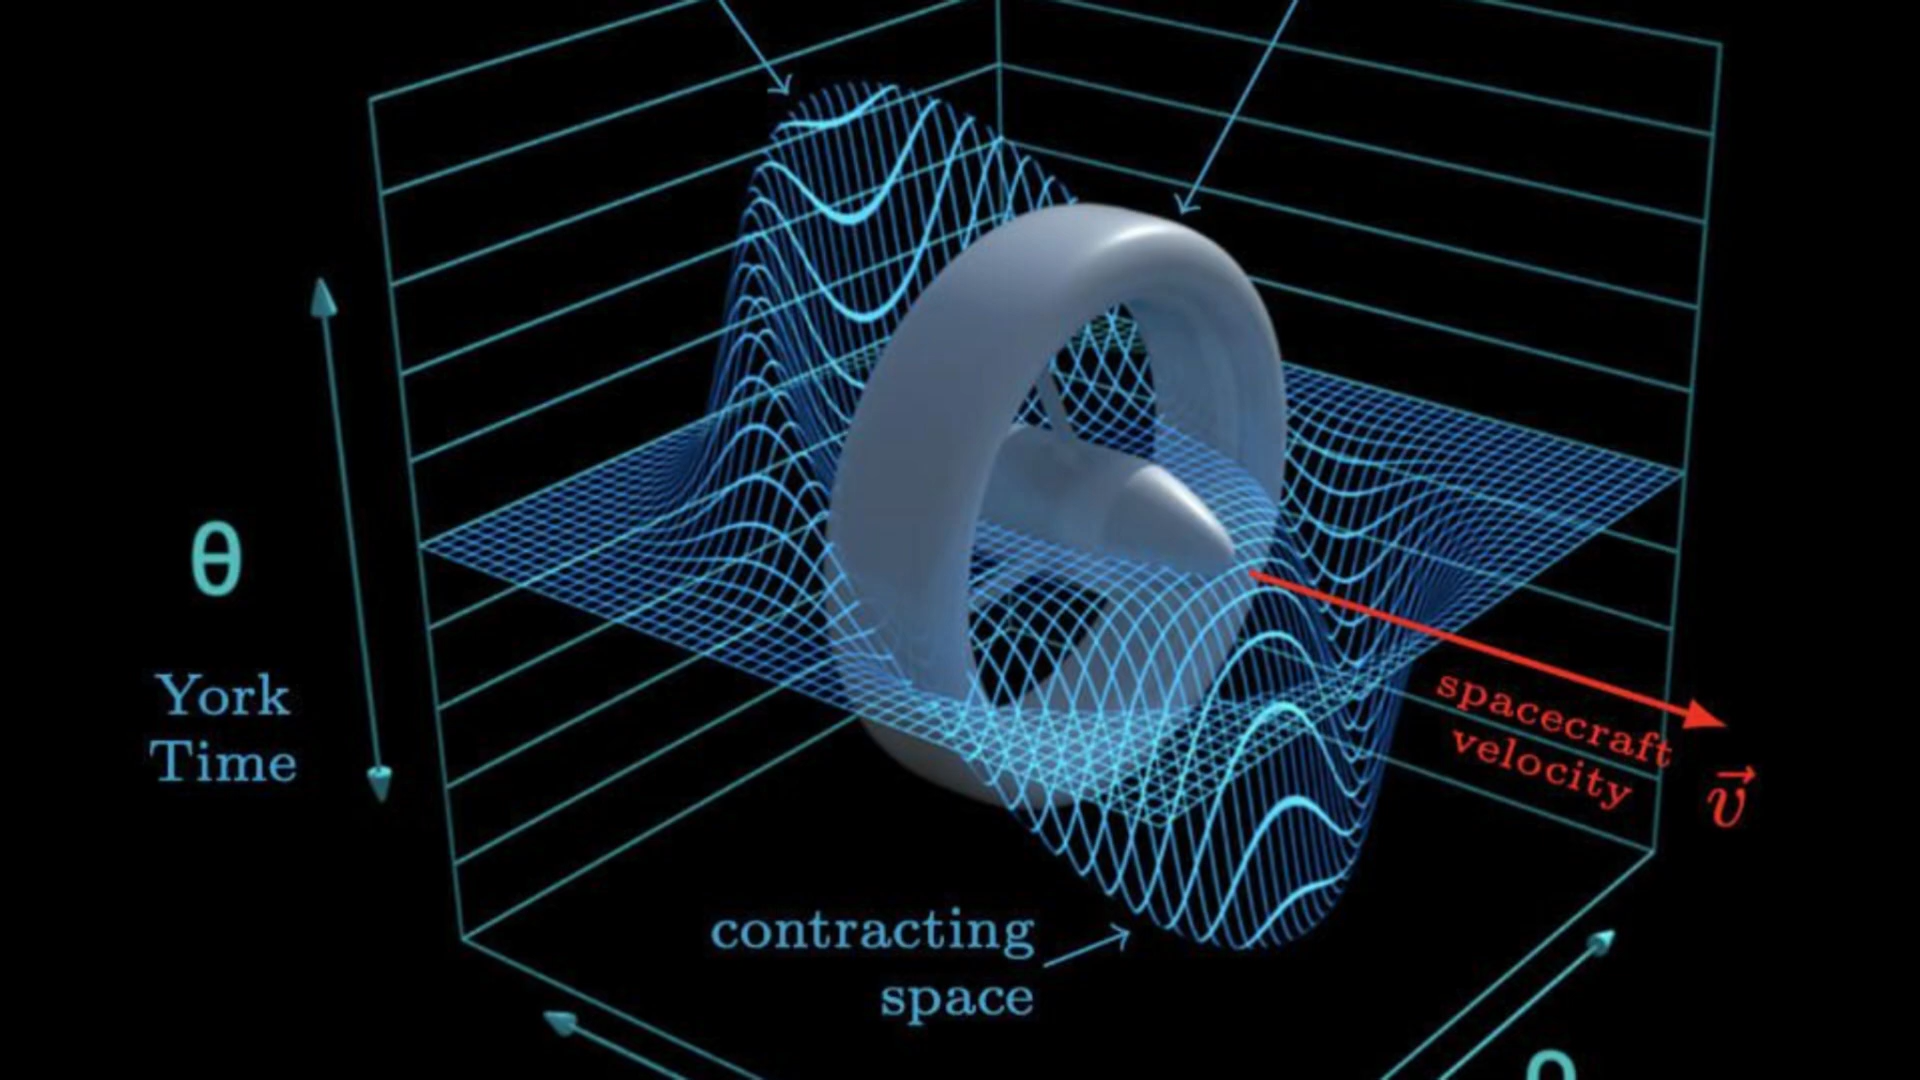 θ
York
Time
spacecraft
velocity
v⃗
contracting
space